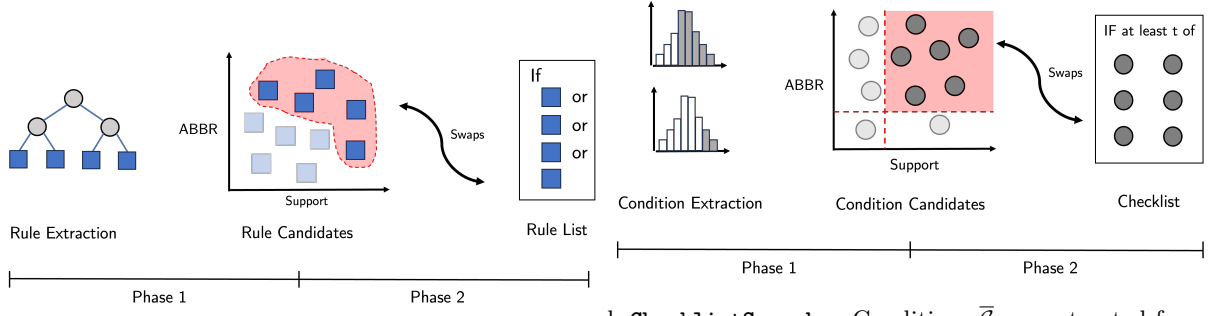 ABBR
Support
Swaps
If
or
or
or
Rule Extraction
Rule Candidates
Rule List
Phase 1
Phase 2
ABBR
Support
Swaps
IF at least t of
Condition Extraction
Condition Candidates
Checklist
Phase 1
Phase 2